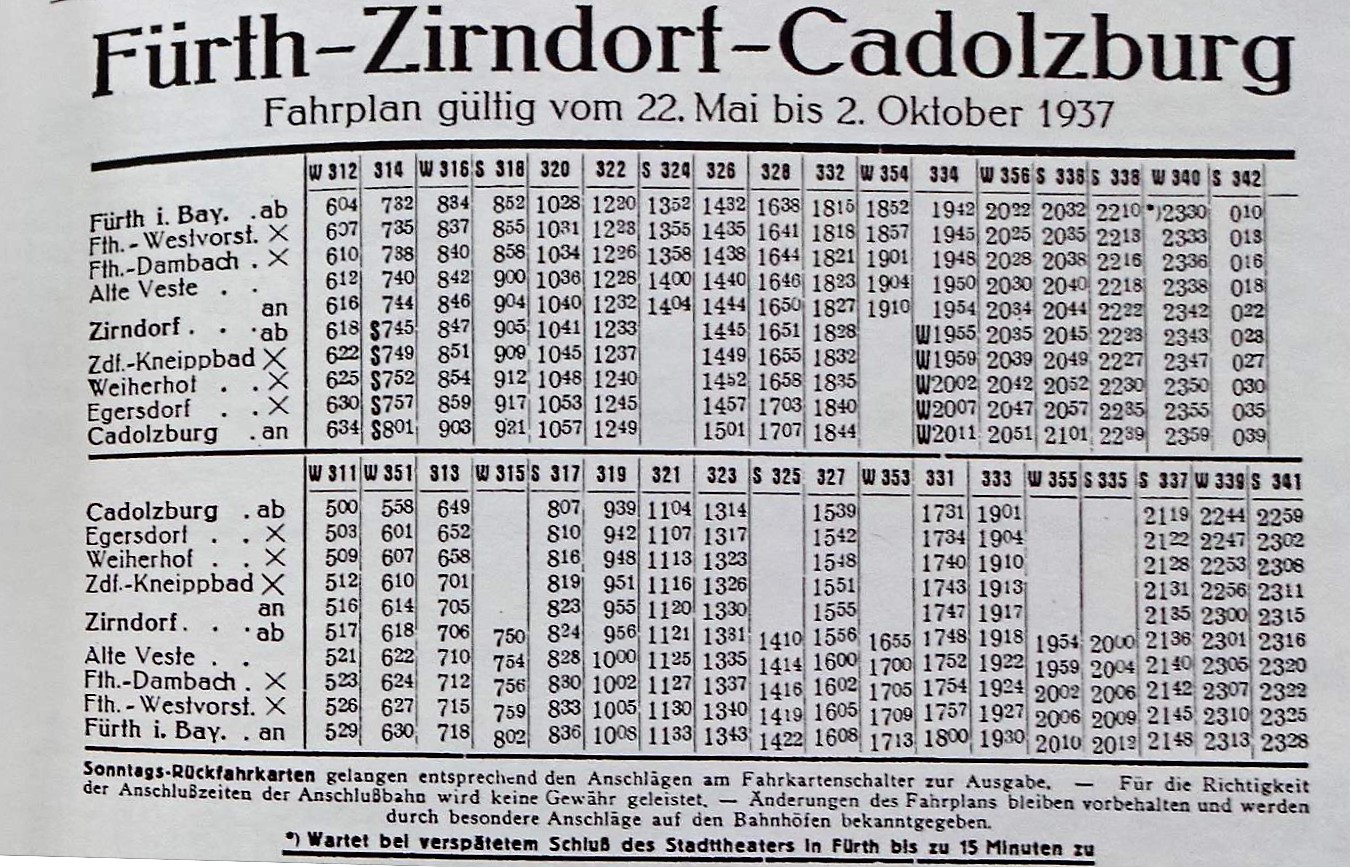 Fürth-Zirndorf-Cadolzburg
Fahrplan gültig vom 22. Mai bis 2. Oktober 1937
W 312 314 W 316 S 318 320 322 S 324 326 328 332 W 354 334 W 356 S 338 S 338 W 340 S 342
Fürth i. Bay. . ab 604 732 834 852 1028 1220 1352 1432 1638 1815 1852 1942 2022 2032 2210 *)2330 010
Fth.-Westvorst. X 607 735 837 855 1031 1223 1355 1435 1641 1818 1857 1945 2025 2035 2213 2333 013
Fth.-Dambach . X 610 738 840 858 1034 1226 1358 1438 1644 1821 1901 1948 2028 2038 2216 2336 016
Alte Veste . . 612 740 842 900 1036 1228 1400 1440 1646 1823 1904 1950 2030 2040 2218 2338 018
an 616 744 846 904 1040 1232 1404 1444 1650 1827 1910 1954 2034 2044 2222 2342 022
Zirndorf . . . ab 618 S745 847 905 1041 1233 1445 1651 1828 W1955 2035 2045 2223 2343 023
Zdf.-Kneippbad X 622 S749 851 909 1045 1237 1449 1655 1832 W1959 2039 2049 2227 2347 027
Weiherhof . . X 625 S752 854 912 1048 1240 1452 1658 1835 W2002 2042 2052 2230 2350 030
Egersdorf . . X 630 S757 859 917 1053 1245 1457 1703 1840 W2007 2047 2057 2235 2355 035
Cadolzburg . an 634 S801 903 921 1057 1249 1501 1707 1844 W2011 2051 2101 2239 2359 039
W 311 W 351 313 W 315 S 317 319 321 323 S 325 327 W 353 331 333 W 355 S 335 S 337 W 339 S 341
Cadolzburg . ab 500 558 649 807 939 1104 1314 1539 1731 1901 2119 2244 2259
Egersdorf . . X 503 601 652 810 942 1107 1317 1542 1734 1904 2122 2247 2302
Weiherhof . . X 509 607 658 816 948 1113 1323 1548 1740 1910 2128 2253 2308
Zdf.-Kneippbad X 512 610 701 819 951 1116 1326 1551 1743 1913 2131 2256 2311
an 516 614 705 823 955 1120 1330 1555 1747 1917 2135 2300 2315
Zirndorf . . . ab 517 618 706 750 824 956 1121 1331 1410 1556 1655 1748 1918 1954 2000 2136 2301 2316
Alte Veste . . 521 622 710 754 828 1000 1125 1335 1414 1600 1700 1752 1922 1959 2004 2140 2305 2320
Fth.-Dambach . X 523 624 712 756 830 1002 1127 1337 1416 1602 1705 1754 1924 2002 2006 2142 2307 2322
Fth.-Westvorst. X 526 627 715 759 833 1005 1130 1340 1419 1605 1709 1757 1927 2006 2009 2145 2310 2325
Fürth i. Bay. . an 529 630 718 802 836 1008 1133 1343 1422 1608 1713 1800 1930 2010 2012 2148 2313 2328
Sonntags-Rückfahrkarten gelangen entsprechend den Anschlägen am Fahrkartenschalter zur Ausgabe. — Für die Richtigkeit
der Anschlußzeiten der Anschlußbahn wird keine Gewähr geleistet. — Änderungen des Fahrplans bleiben vorbehalten und werden
durch besondere Anschläge auf den Bahnhöfen bekanntgegeben.
*) Wartet bei verspätetem Schluß des Stadttheaters in Fürth bis zu 15 Minuten zu